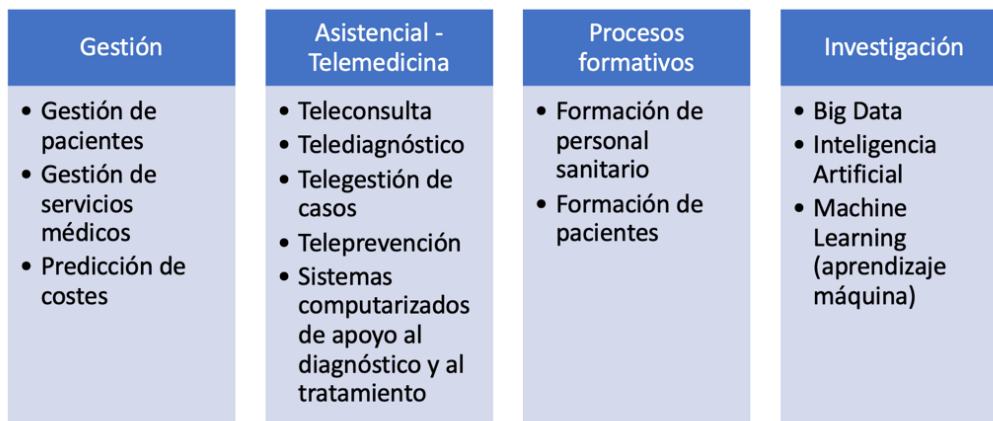 Gestión
• Gestión de
pacientes
• Gestión de
servicios
médicos
• Predicción de
costes
Asistencial -
Telemedicina
• Teleconsulta
• Telediagnóstico
• Telegestión de
casos
• Teleprevención
• Sistemas
computarizados
de apoyo al
diagnóstico y al
tratamiento
Procesos
formativos
• Formación de
personal
sanitario
• Formación de
pacientes
Investigación
• Big Data
• Inteligencia
Artificial
• Machine
Learning
(aprendizaje
máquina)